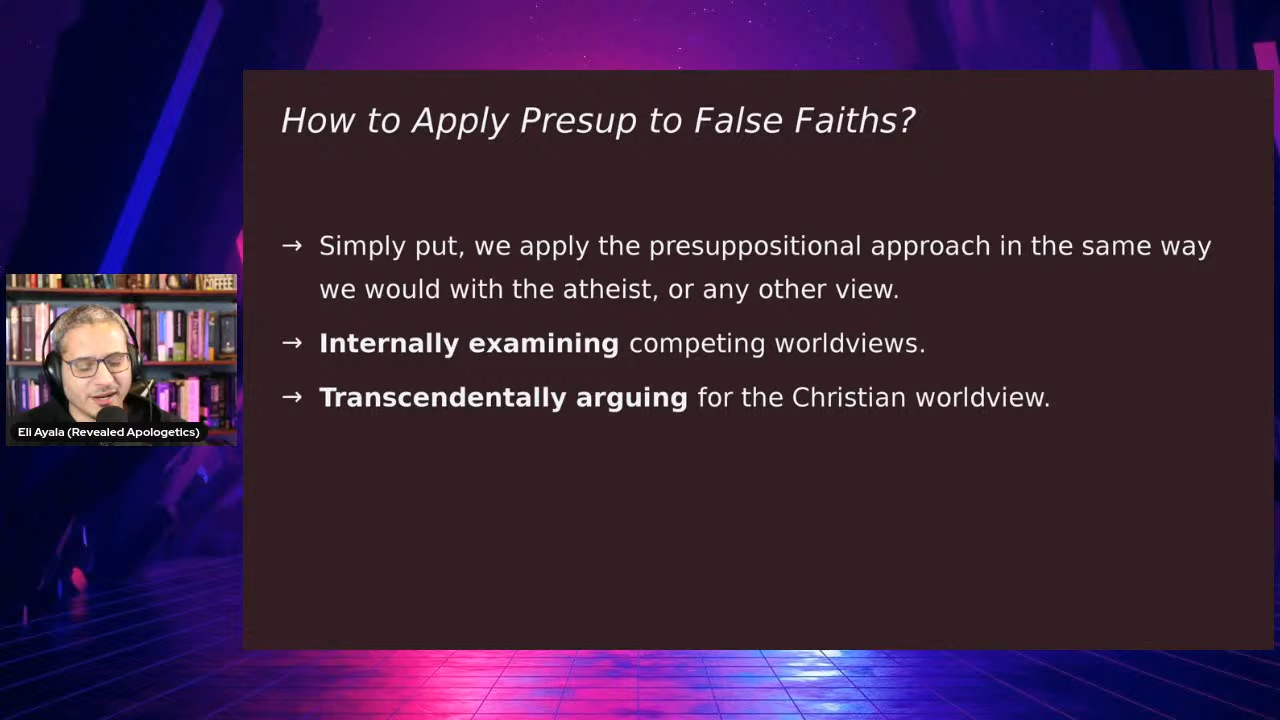 How to Apply Presup to False Faiths?
→ Simply put, we apply the presuppositional approach in the same way
we would with the atheist, or any other view.
→ Internally examining competing worldviews.
→ Transcendentally arguing for the Christian worldview.
COFFEE
Eli Ayala (Revealed Apologetics)